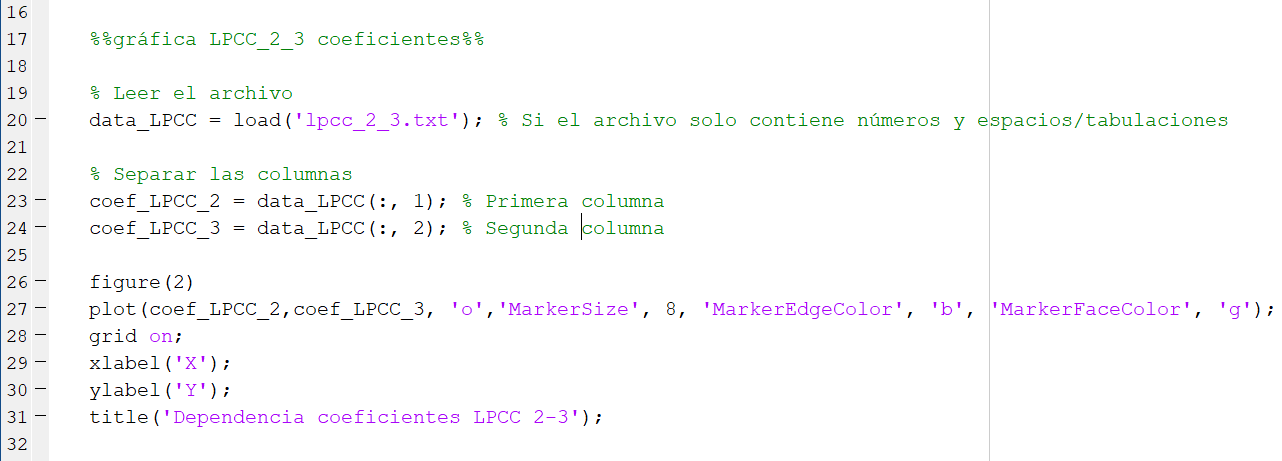 16
17 %%gráfica LPCC_2_3 coeficientes%%
18
19 % Leer el archivo
20 – data_LPCC = load('lpcc_2_3.txt'); % Si el archivo solo contiene números y espacios/tabulaciones
21
22 % Separar las columnas
23 – coef_LPCC_2 = data_LPCC(:, 1); % Primera columna
24 – coef_LPCC_3 = data_LPCC(:, 2); % Segunda columna
25
26 – figure(2)
27 – plot(coef_LPCC_2,coef_LPCC_3, 'o','MarkerSize', 8, 'MarkerEdgeColor', 'b', 'MarkerFaceColor', 'g');
28 – grid on;
29 – xlabel('X');
30 – ylabel('Y');
31 – title('Dependencia coeficientes LPCC 2-3');
32